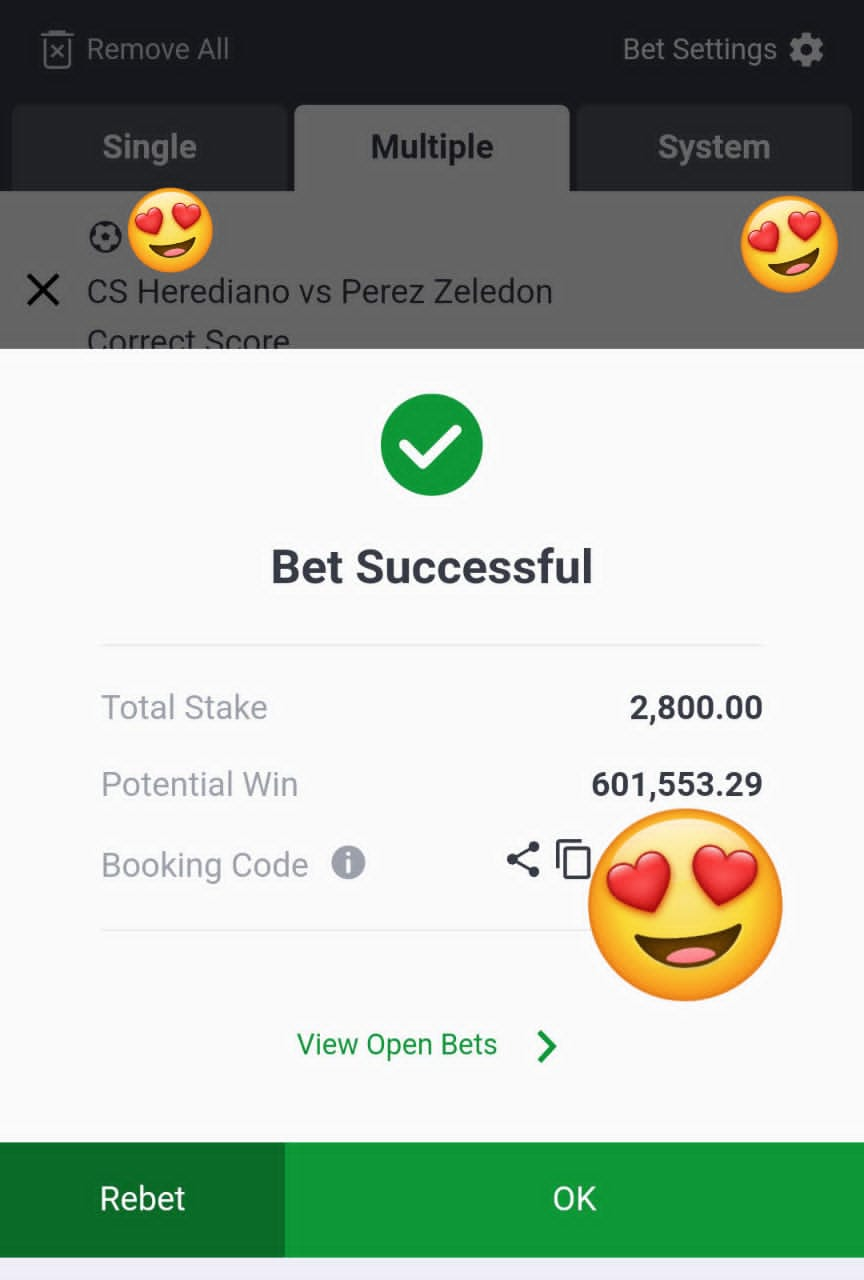 Remove All
Bet Settings
Single
Multiple
System
CS Herediano vs Perez Zeledon
Correct Score
Bet Successful
Total Stake
2,800.00
Potential Win
601,553.29
Booking Code
View Open Bets
Rebet
OK